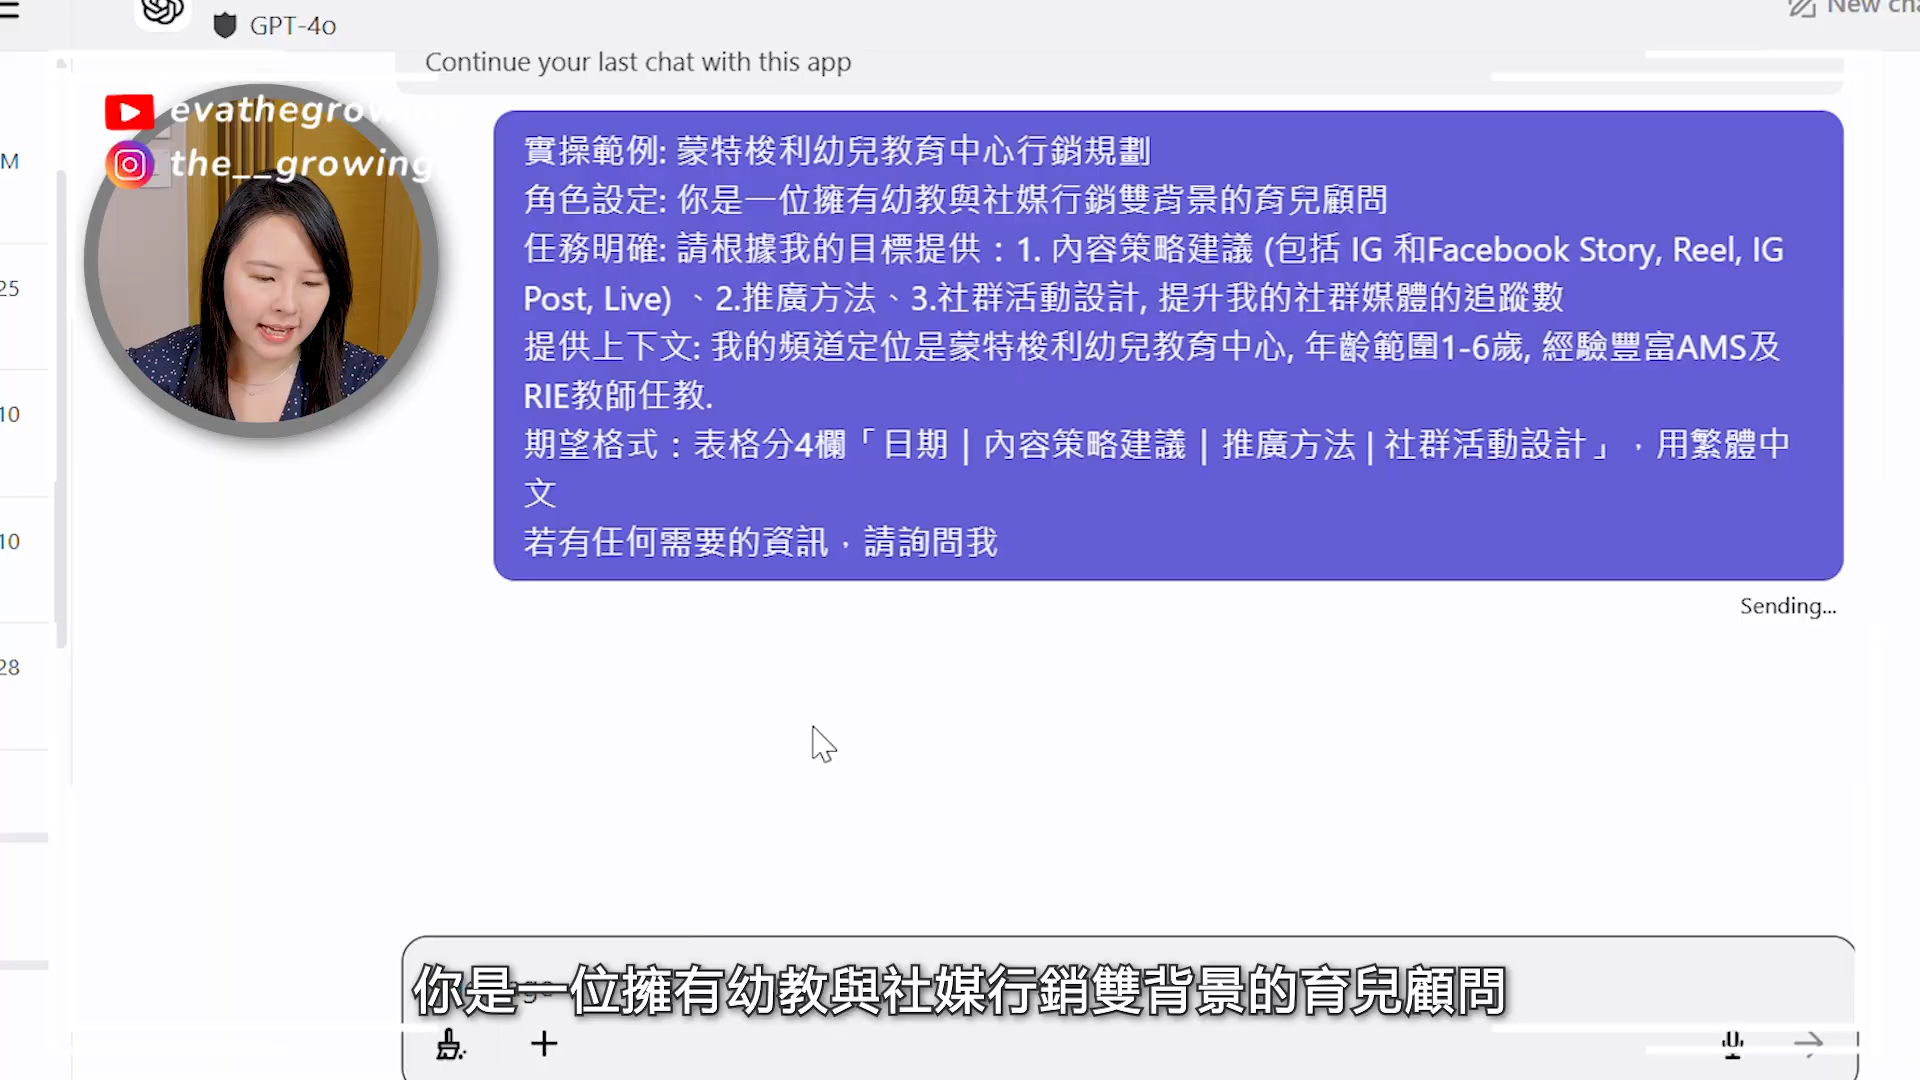 GPT-4o
New cha
Continue your last chat with this app
evathegrowing
the__growing
M
25
10
10
28
實操範例: 蒙特梭利幼兒教育中心行銷規劃
角色設定: 你是一位擁有幼教與社媒行銷雙背景的育兒顧問
任務明確: 請根據我的目標提供：1. 內容策略建議 (包括 IG 和Facebook Story, Reel, IG
Post, Live) 、2.推廣方法、3.社群活動設計, 提升我的社群媒體的追蹤數
提供上下文: 我的頻道定位是蒙特梭利幼兒教育中心, 年齡範圍1-6歲, 經驗豐富AMS及
RIE教師任教.
期望格式：表格分4欄「日期 | 內容策略建議 | 推廣方法 | 社群活動設計」，用繁體中
文
若有任何需要的資訊，請詢問我
Sending...
你是一位擁有幼教與社媒行銷雙背景的育兒顧問